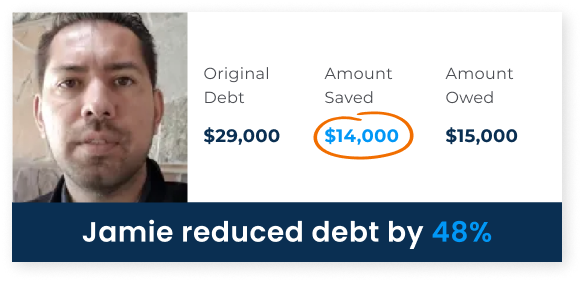 Original Debt
$29,000
Amount Saved
$14,000
Amount Owed
$15,000
Jamie reduced debt by 48%